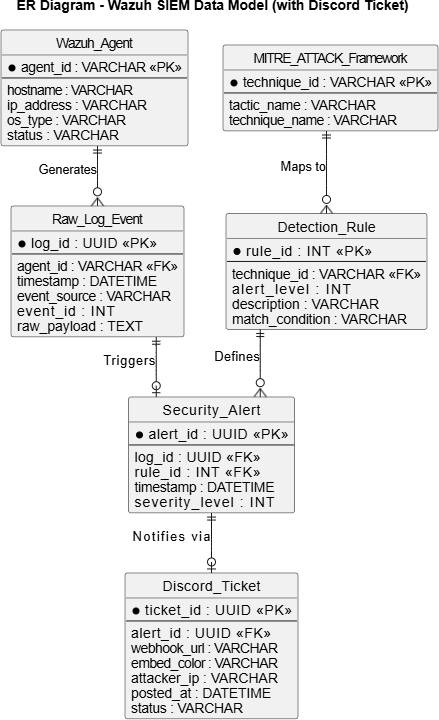 ER Diagram - Wazuh SIEM Data Model (with Discord Ticket)
Wazuh_Agent
● agent_id : VARCHAR «PK»
hostname : VARCHAR
ip_address : VARCHAR
os_type : VARCHAR
status : VARCHAR
MITRE_ATTACK_Framework
● technique_id : VARCHAR «PK»
tactic_name : VARCHAR
technique_name : VARCHAR
Generates
Maps to
Raw_Log_Event
● log_id : UUID «PK»
agent_id : VARCHAR «FK»
timestamp : DATETIME
event_source : VARCHAR
event_id : INT
raw_payload : TEXT
Detection_Rule
● rule_id : INT «PK»
technique_id : VARCHAR «FK»
alert_level : INT
description : VARCHAR
match_condition : VARCHAR
Triggers
Defines
Security_Alert
● alert_id : UUID «PK»
log_id : UUID «FK»
rule_id : INT «FK»
timestamp : DATETIME
severity_level : INT
Notifies via
Discord_Ticket
● ticket_id : UUID «PK»
alert_id : UUID «FK»
webhook_url : VARCHAR
embed_color : VARCHAR
attacker_ip : VARCHAR
posted_at : DATETIME
status : VARCHAR